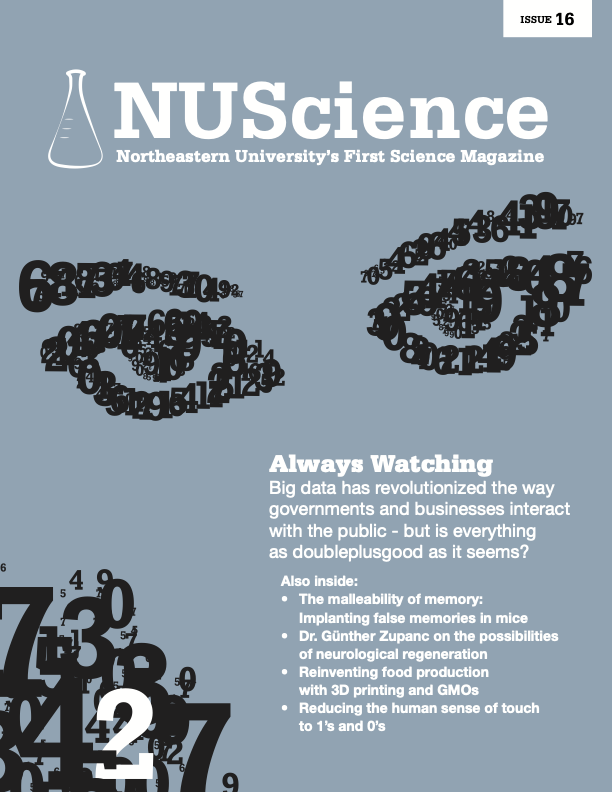 ISSUE 16
NUScience
Northeastern University's First Science Magazine
Always Watching
Big data has revolutionized the way
governments and businesses interact
with the public - but is everything
as doubleplusgood as it seems?
Also inside:
• The malleability of memory:
Implanting false memories in mice
• Dr. Günther Zupanc on the possibilities
of neurological regeneration
• Reinventing food production
with 3D printing and GMOs
• Reducing the human sense of touch
to 1's and 0's